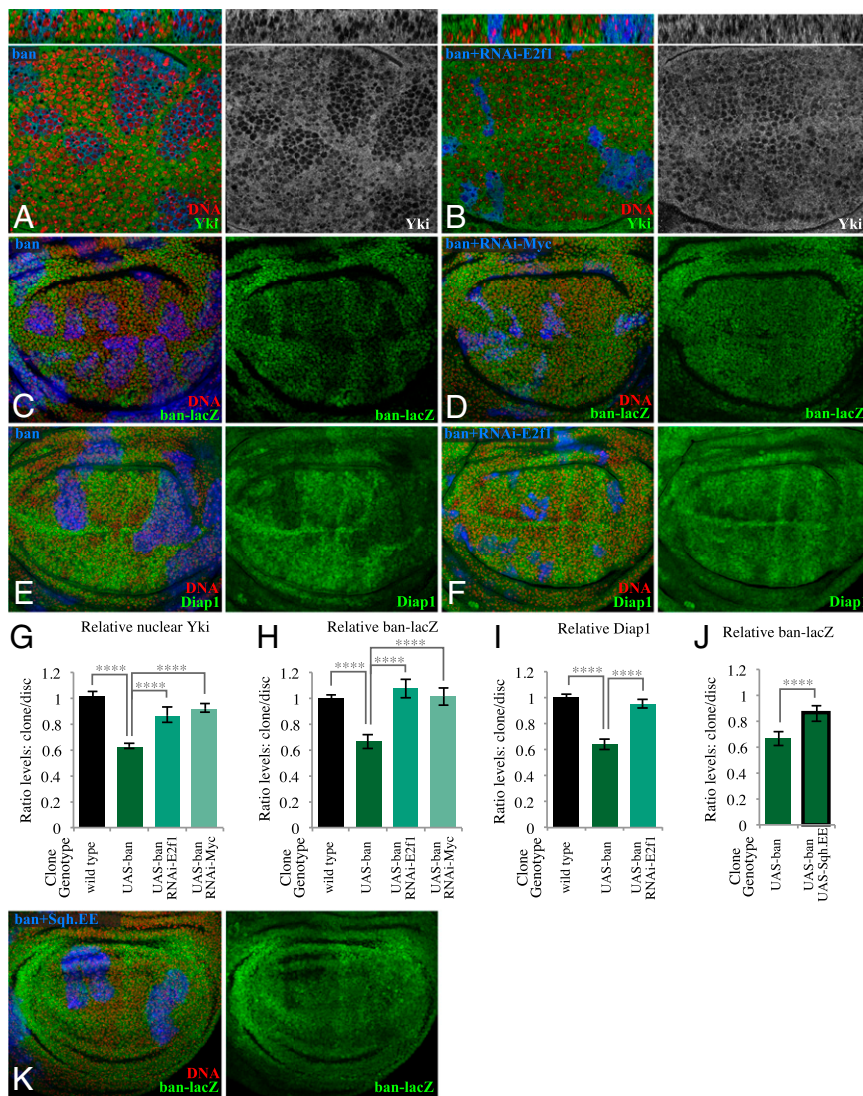 ban
DNA
Yki
A
Yki
ban+RNAi-E2f1
DNA
Yki
B
Yki
ban
DNA
ban-lacZ
C
ban-lacZ
ban+RNAi-Myc
DNA
ban-lacZ
D
ban-lacZ
ban
DNA
Diap1
E
Diap1
ban+RNAi-E2f1
DNA
Diap1
F
Diap
G
Relative nuclear Yki
Ratio levels: clone/disc
1.2
1
0.8
0.6
0.4
0.2
0
****
****
****
Clone
Genotype
wild type
UAS-ban
UAS-ban
RNAi-E2f1
UAS-ban
RNAi-Myc
H
Relative ban-lacZ
Ratio levels: clone/disc
1.2
1
0.8
0.6
0.4
0.2
0
****
****
****
Clone
Genotype
wild type
UAS-ban
UAS-ban
RNAi-E2f1
UAS-ban
RNAi-Myc
I
Relative Diap1
Ratio levels: clone/disc
1.2
1
0.8
0.6
0.4
0.2
0
****
****
Clone
Genotype
wild type
UAS-ban
UAS-ban
RNAi-E2f1
J
Relative ban-lacZ
Ratio levels: clone/disc
1.2
1
0.8
0.6
0.4
0.2
0
****
Clone
Genotype
UAS-ban
UAS-ban
UAS-Sqh.EE
ban+Sqh.EE
DNA
ban-lacZ
K
ban-lacZ